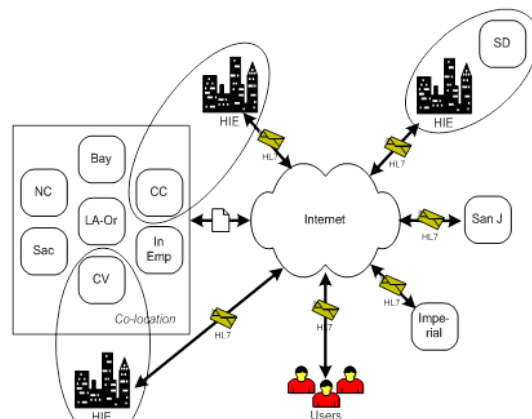 SD
HIE
HIE
HL7
HL7
Bay
NC
CC
LA-Or
Internet
San J
HL7
Sac
In
Emp
CV
HL7
Impe-
rial
Co-location
HL7
HL7
HIE
Users